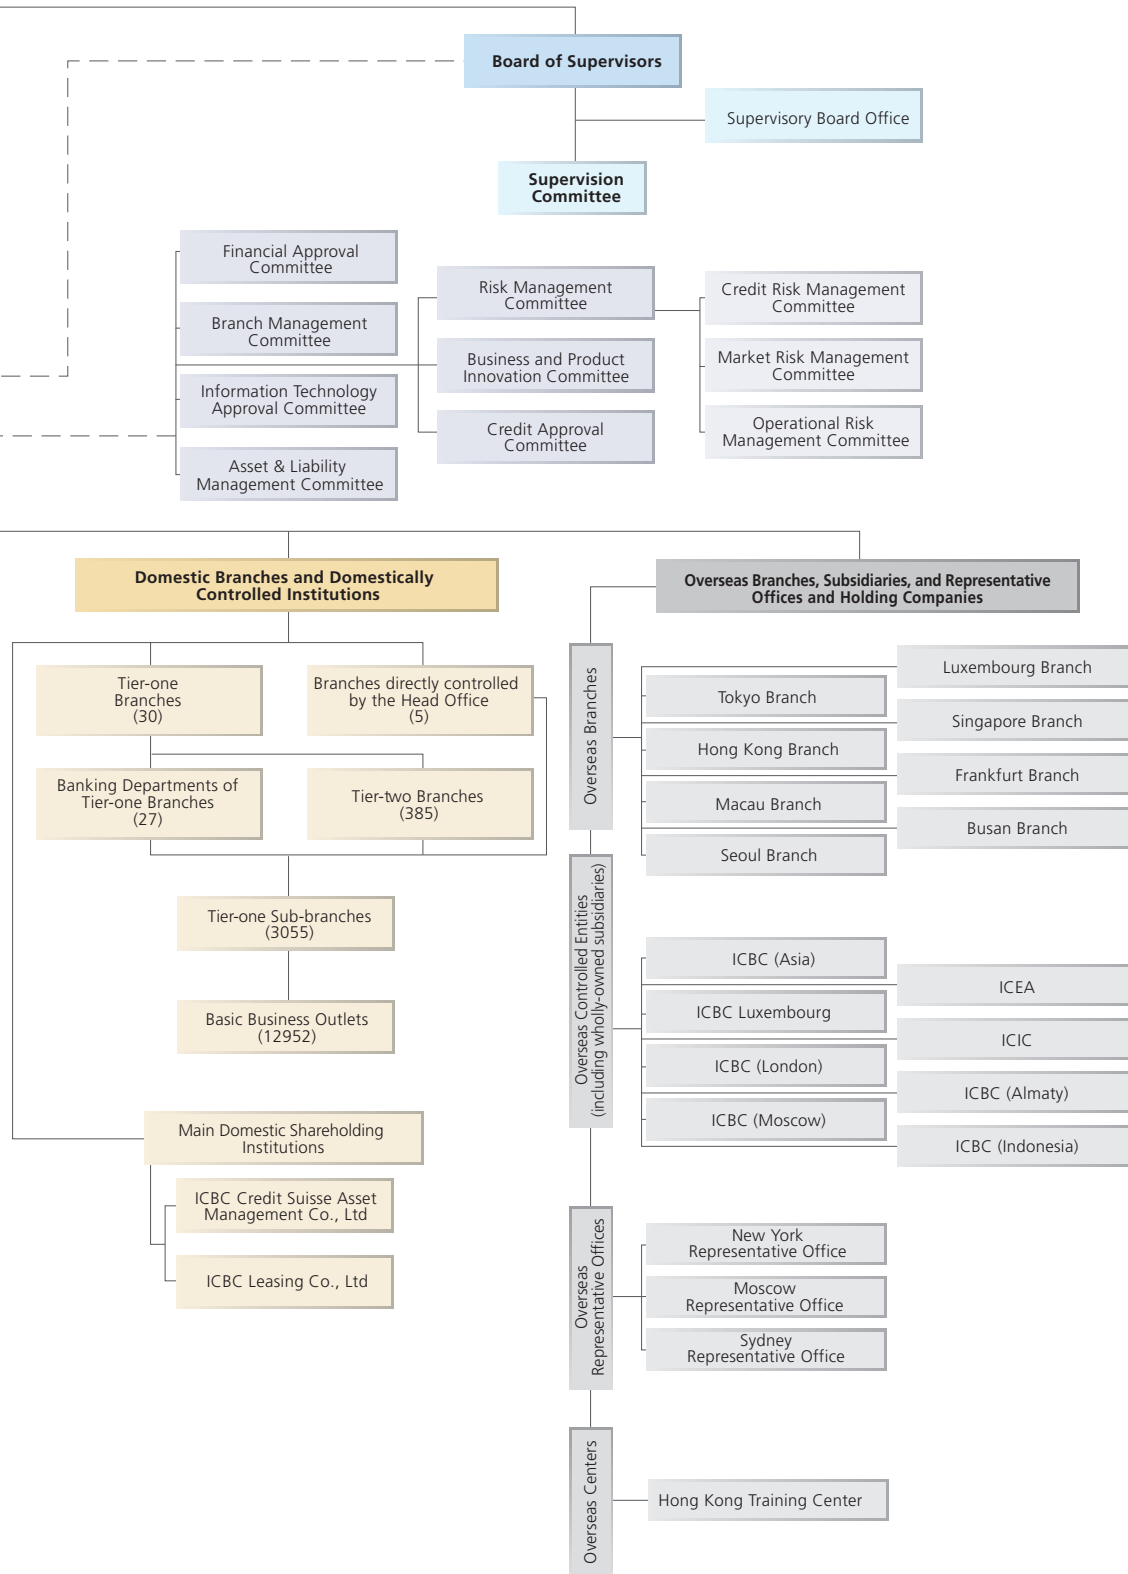 Board of Supervisors
Supervisory Board Office
Supervision
Committee
Financial Approval
Committee
Branch Management
Committee
Information Technology
Approval Committee
Asset & Liability
Management Committee
Risk Management
Committee
Business and Product
Innovation Committee
Credit Approval
Committee
Credit Risk Management
Committee
Market Risk Management
Committee
Operational Risk
Management Committee
Domestic Branches and Domestically
Controlled Institutions
Tier-one
Branches
(30)
Branches directly controlled
by the Head Office
(5)
Banking Departments of
Tier-one Branches
(27)
Tier-two Branches
(385)
Tier-one Sub-branches
(3055)
Basic Business Outlets
(12952)
Main Domestic Shareholding
Institutions
ICBC Credit Suisse Asset
Management Co., Ltd
ICBC Leasing Co., Ltd
Overseas Branches, Subsidiaries, and Representative
Offices and Holding Companies
Overseas Branches
Luxembourg Branch
Tokyo Branch
Singapore Branch
Hong Kong Branch
Frankfurt Branch
Macau Branch
Busan Branch
Seoul Branch
Overseas Controlled Entities
(including wholly-owned subsidiaries)
ICBC (Asia)
ICEA
ICBC Luxembourg
ICIC
ICBC (London)
ICBC (Almaty)
ICBC (Moscow)
ICBC (Indonesia)
Overseas
Representative Offices
New York
Representative Office
Moscow
Representative Office
Sydney
Representative Office
Overseas Centers
Hong Kong Training Center